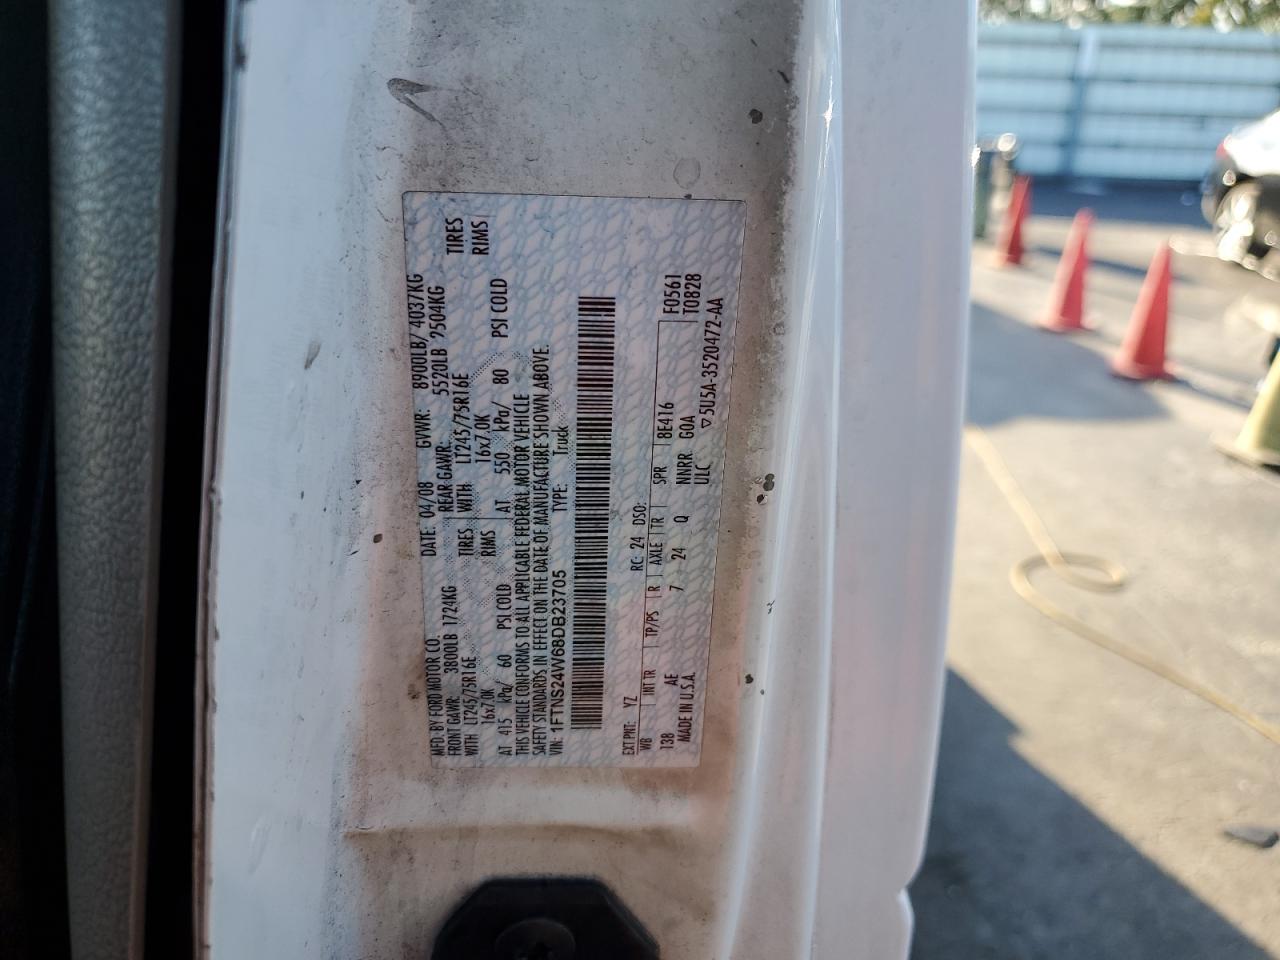 MFD. BY FORD MOTOR CO.
DATE: 04/08 GVWR: 8900LB/ 4037KG
FRONT GAWR: 3800LB 1724KG REAR GAWR: 5520LB 2504KG
WITH LT245/75R16E TIRES WITH LT245/75R16E TIRES
16x7.0K RIMS 16x7.0K RIMS
AT 415 kPa/ 60 PSI COLD AT 550 kPa/ 80 PSI COLD
THIS VEHICLE CONFORMS TO ALL APPLICABLE FEDERAL MOTOR VEHICLE
SAFETY STANDARDS IN EFFECT ON THE DATE OF MANUFACTURE SHOWN ABOVE.
VIN: 1FTNS24W68DB23705 TYPE: Truck
EXT PNT: YZ RC: 24 DSO: F0561
WB INT TR TP/PS R AXLE TR SPR 8E416 T0828
138 AE 7 24 Q NNRR GOA
MADE IN U.S.A. ULC ▽5U5A-3520472-AA